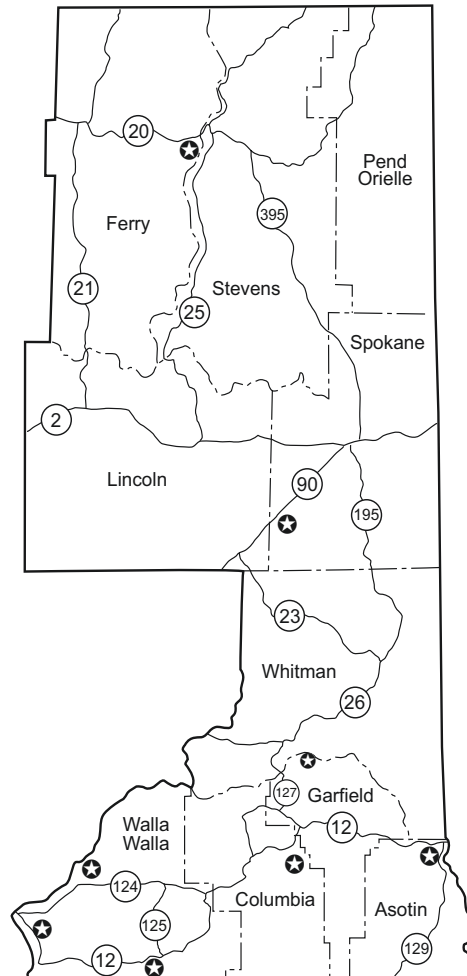 20
Pend
Orielle
395
Ferry
21
Stevens
25
Spokane
2
Lincoln
90
195
23
Whitman
26
127
Garfield
Walla
Walla
12
124
Columbia
Asotin
125
12
129